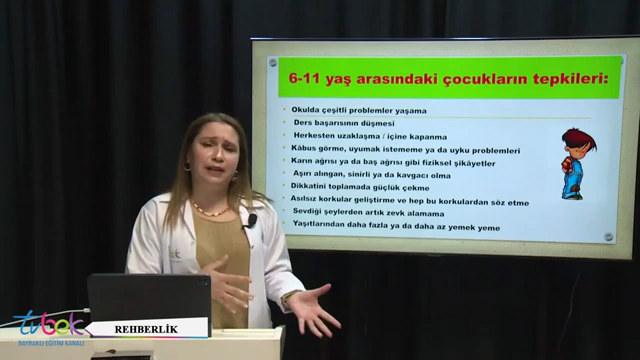 6-11 yaş arasındaki çocukların tepkileri:
Okulda çeşitli problemler yaşama
Ders başarısının düşmesi
Herkesten uzaklaşma / içine kapanma
Kâbus görme, uyumak istememe ya da uyku problemleri
Karın ağrısı ya da baş ağrısı gibi fiziksel şikâyetler
Aşırı alıngan, sinirli ya da kavgacı olma
Dikkatini toplamada güçlük çekme
Asılsız korkular geliştirme ve hep bu korkulardan söz etme
Sevdiği şeylerden artık zevk alamama
Yaşıtlarından daha fazla ya da daha az yemek yeme
tvbek
BAYRAKLI EĞİTİM KANALI
REHBERLİK